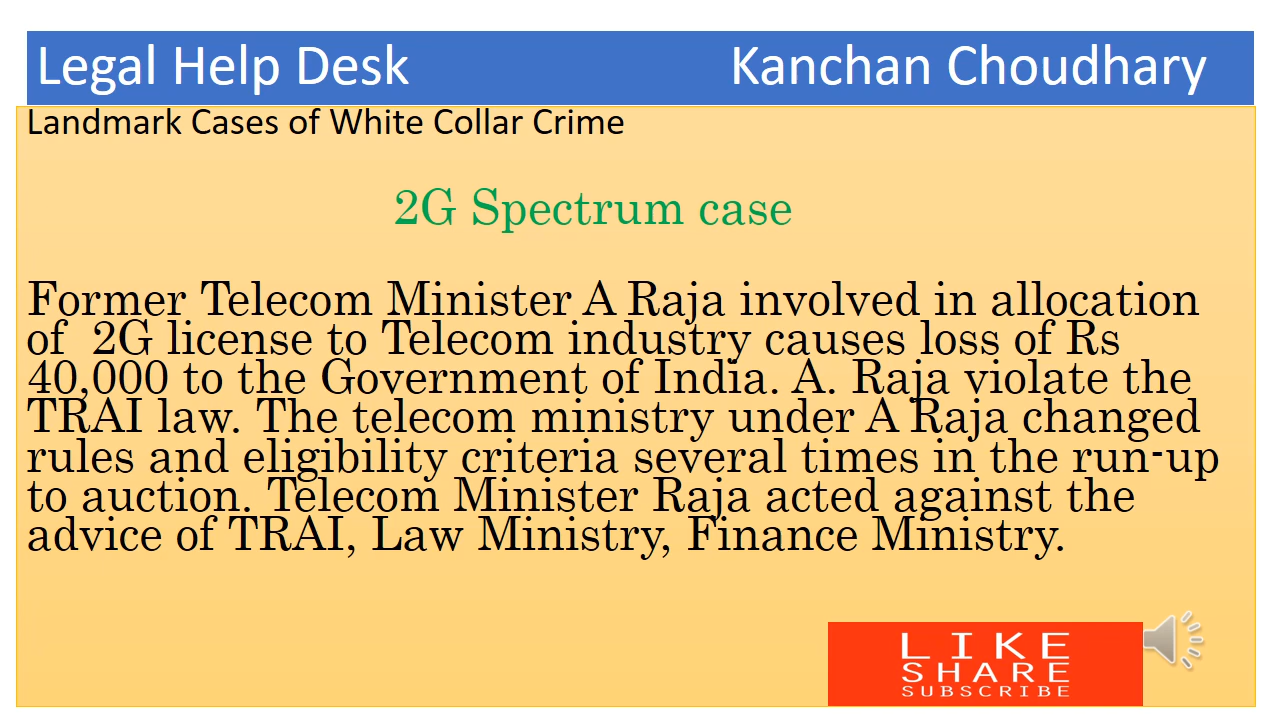 Legal Help Desk Kanchan Choudhary
Landmark Cases of White Collar Crime
2G Spectrum case
Former Telecom Minister A Raja involved in allocation
of 2G license to Telecom industry causes loss of Rs
40,000 to the Government of India. A. Raja violate the
TRAI law. The telecom ministry under A Raja changed
rules and eligibility criteria several times in the run-up
to auction. Telecom Minister Raja acted against the
advice of TRAI, Law Ministry, Finance Ministry.
LIKE
SHARE
SUBSCRIBE